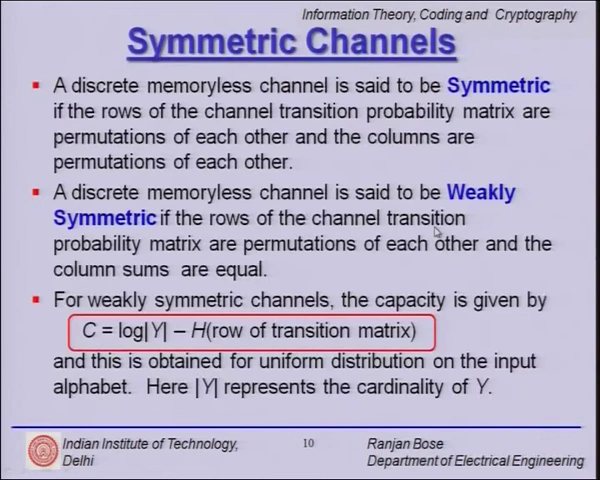 Information Theory, Coding and Cryptography
Symmetric Channels
A discrete memoryless channel is said to be Symmetric
if the rows of the channel transition probability matrix are
permutations of each other and the columns are
permutations of each other.
A discrete memoryless channel is said to be Weakly
Symmetric if the rows of the channel transition
probability matrix are permutations of each other and the
column sums are equal.
For weakly symmetric channels, the capacity is given by
C = log|Y| – H(row of transition matrix)
and this is obtained for uniform distribution on the input
alphabet. Here |Y| represents the cardinality of Y.
Indian Institute of Technology,
Delhi
10
Ranjan Bose
Department of Electrical Engineering